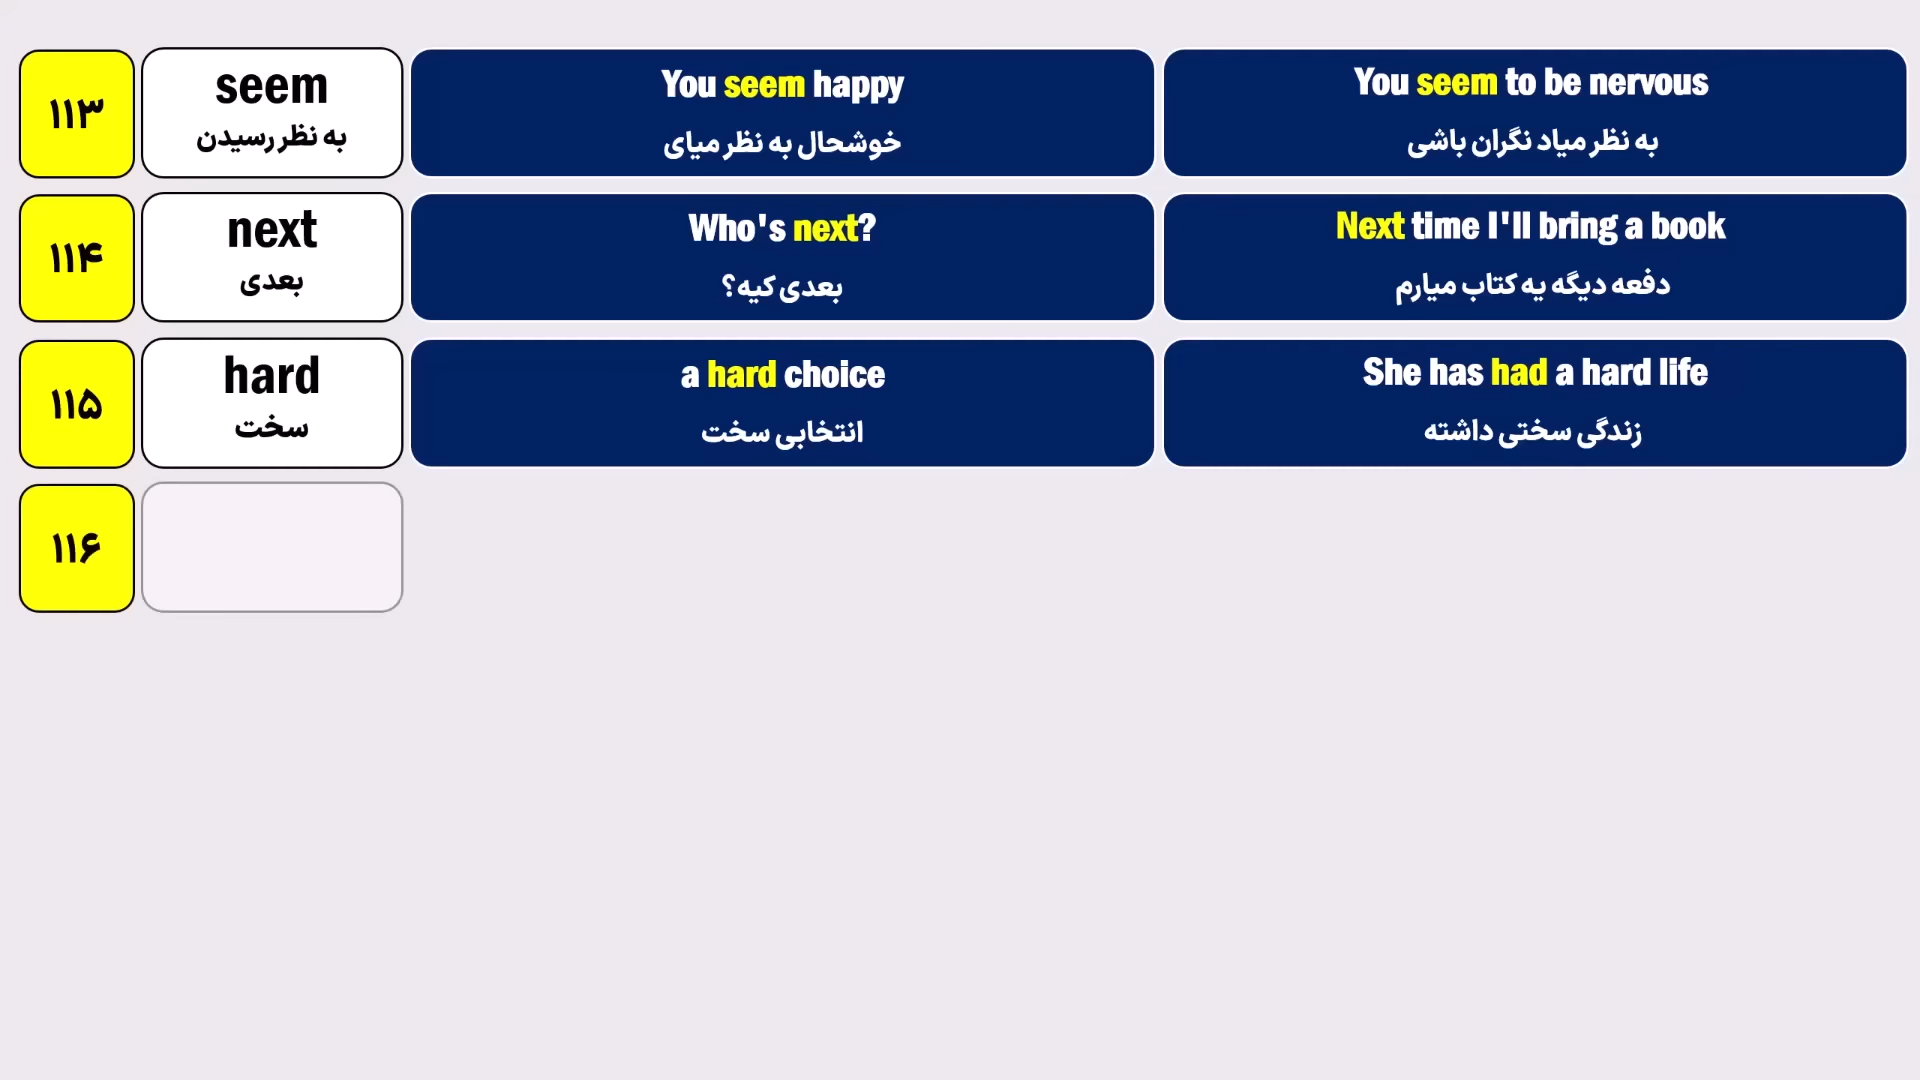 ۱۱۳
seem
به نظر رسیدن
You seem happy
خوشحال به نظر میای
You seem to be nervous
به نظر میاد نگران باشی
۱۱۴
next
بعدی
Who's next?
بعدی کیه؟
Next time I'll bring a book
دفعه دیگه یه کتاب میارم
۱۱۵
hard
سخت
a hard choice
انتخابی سخت
She has had a hard life
زندگی سختی داشته
۱۱۶